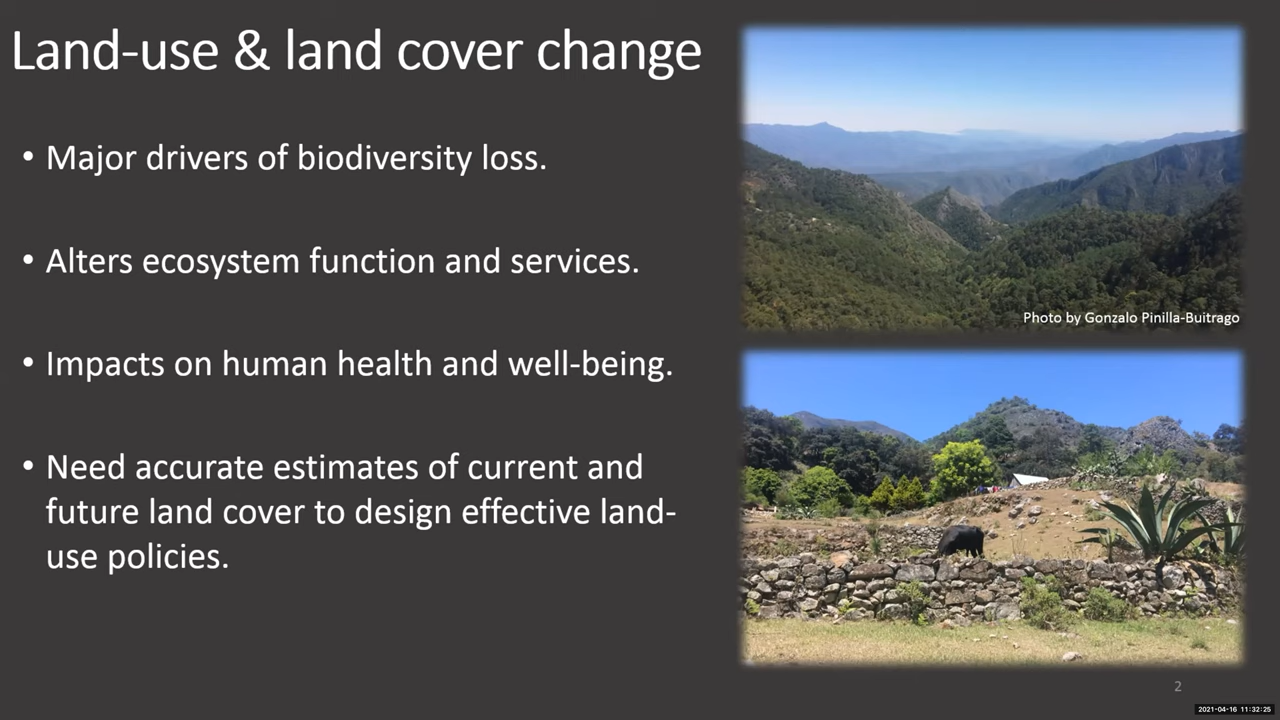 Land-use & land cover change
• Major drivers of biodiversity loss.
• Alters ecosystem function and services.
• Impacts on human health and well-being.
• Need accurate estimates of current and
future land cover to design effective land-
use policies.
Photo by Gonzalo Pinilla-Buitrago
2
2021-04-16 11:32:25